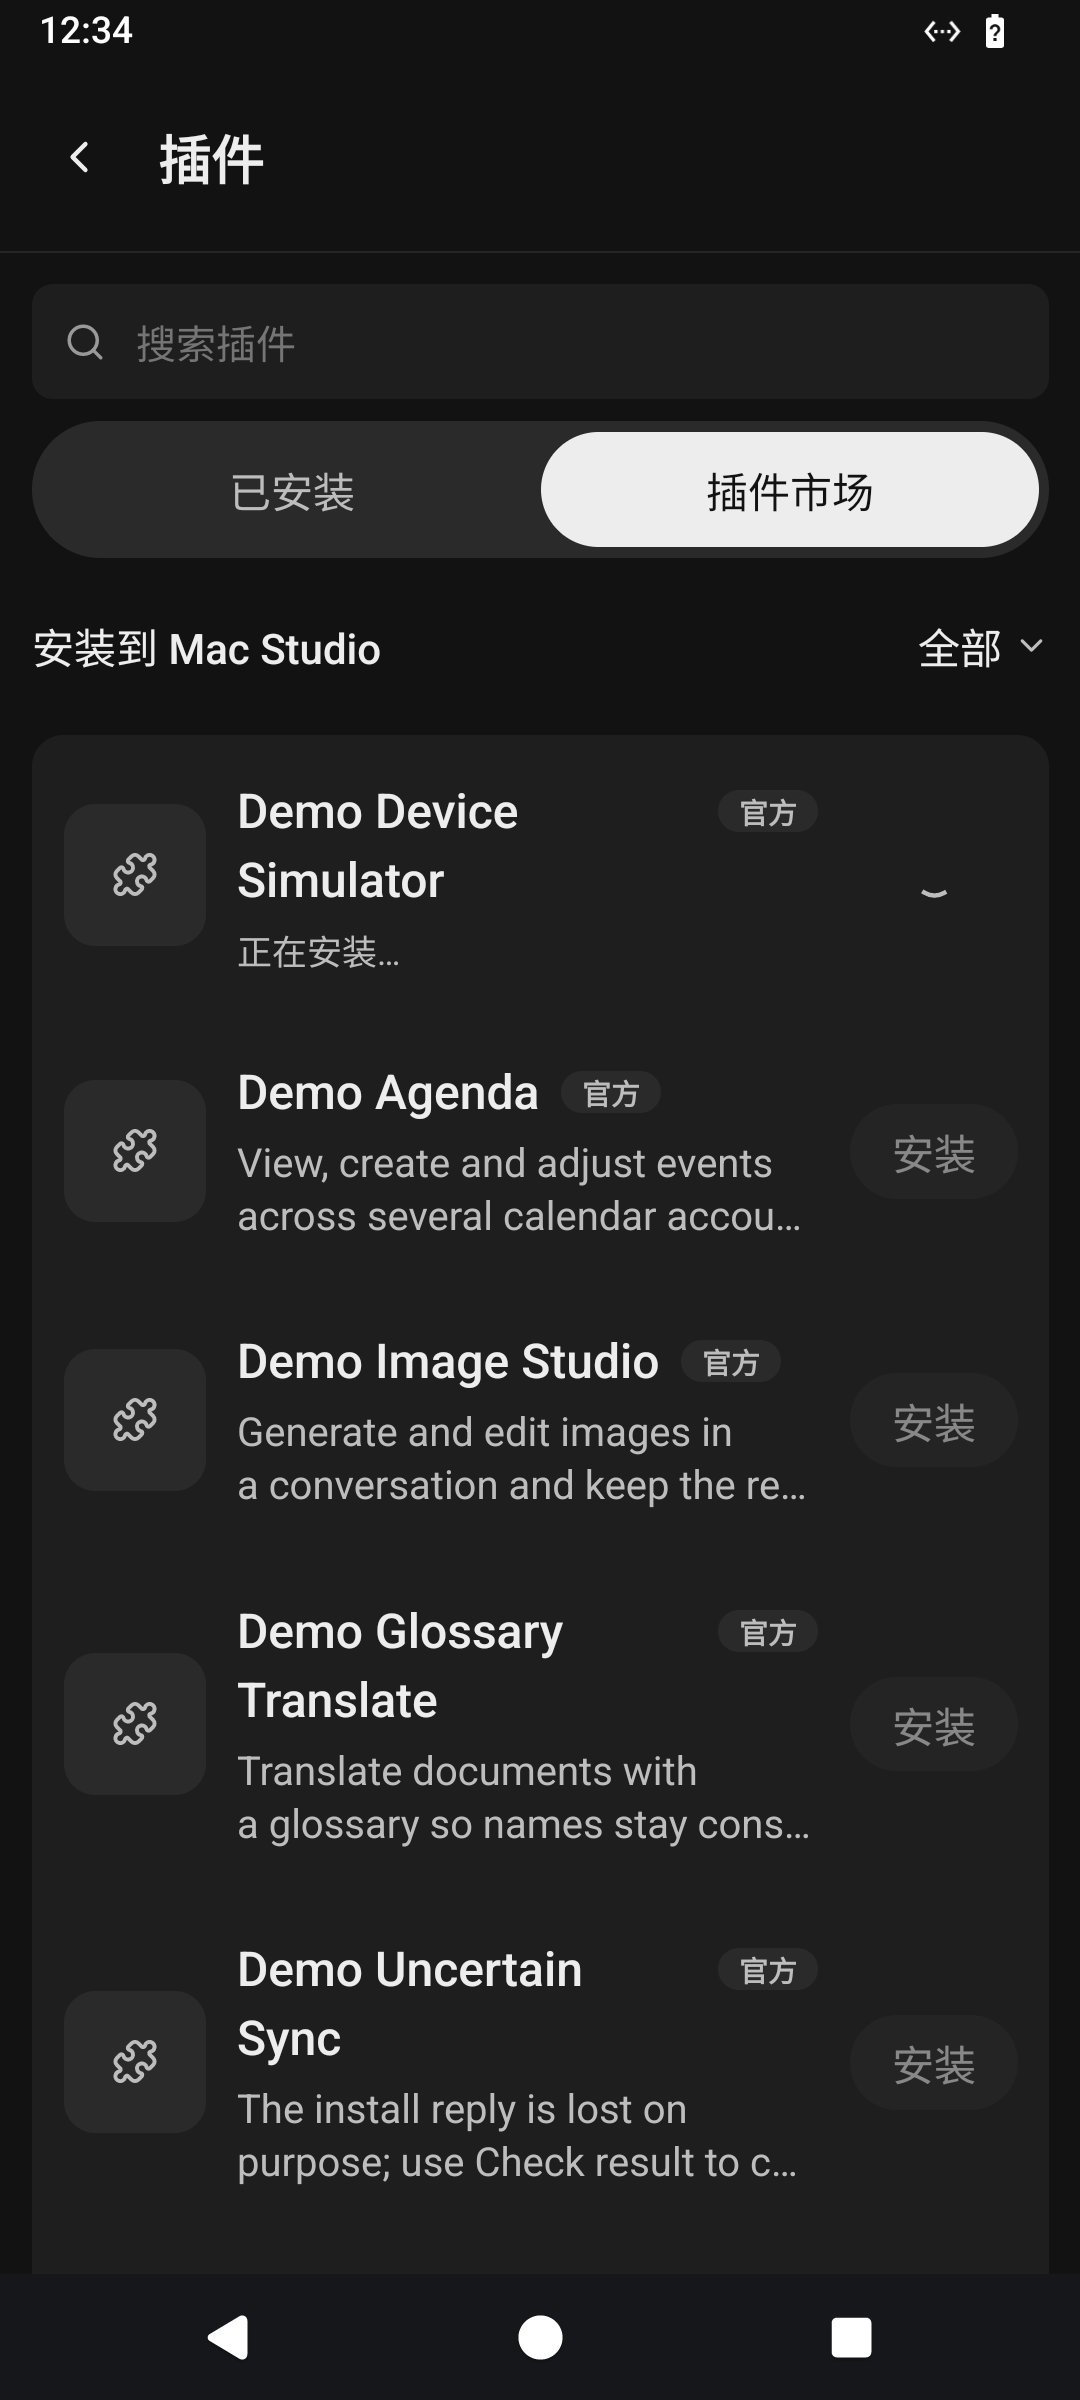 12:34
插件
搜索插件
已安装
插件市场
安装到 Mac Studio
全部
Demo Device
Simulator
官方
正在安装...
Demo Agenda
官方
View, create and adjust events
across several calendar accou...
安装
Demo Image Studio
官方
Generate and edit images in
a conversation and keep the re...
安装
Demo Glossary
Translate
官方
Translate documents with
a glossary so names stay cons...
安装
Demo Uncertain
Sync
官方
The install reply is lost on
purpose; use Check result to c...
安装